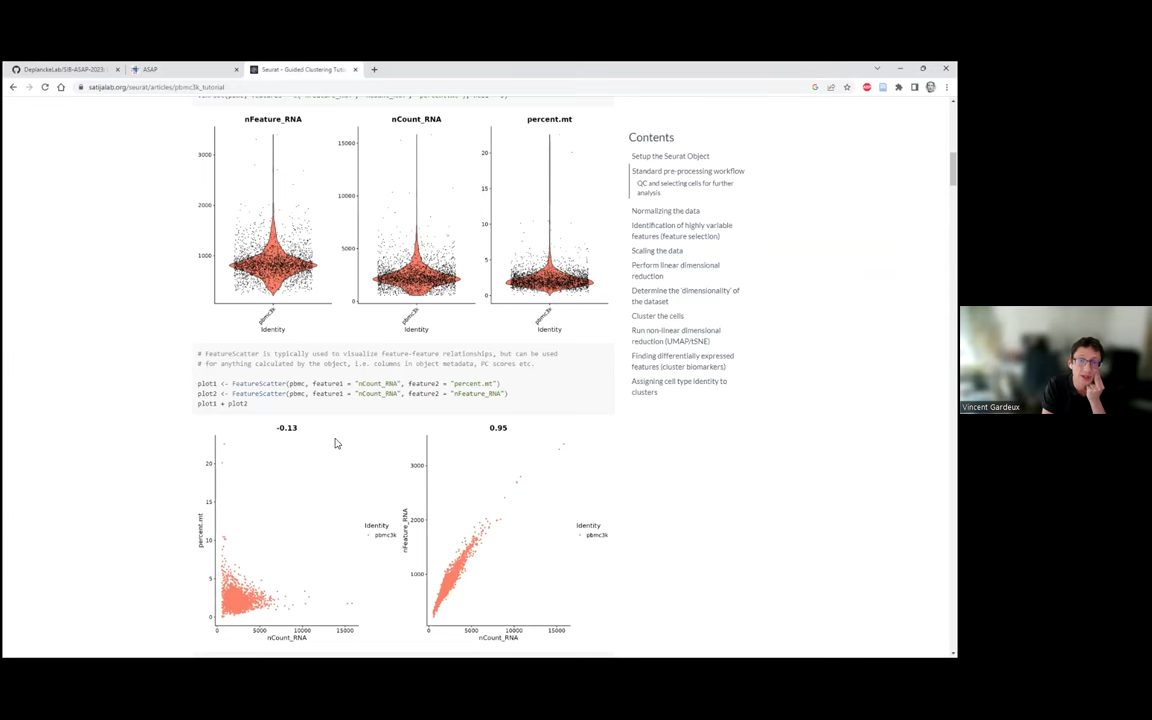 DeplanckeLab/SIB-ASAP-2023:
ASAP
Seurat - Guided Clustering Tuto
satijalab.org/seurat/articles/pbmc3k_tutorial
nFeature_RNA
nCount_RNA
percent.mt
3000
2000
1000
15000
10000
5000
0
20
15
10
5
0
pbmc3k
pbmc3k
pbmc3k
Identity
Identity
Identity
# FeatureScatter is typically used to visualize feature-feature relationships, but can be used
# for anything calculated by the object, i.e. columns in object metadata, PC scores etc.
plot1 <- FeatureScatter(pbmc, feature1 = "nCount_RNA", feature2 = "percent.mt")
plot2 <- FeatureScatter(pbmc, feature1 = "nCount_RNA", feature2 = "nFeature_RNA")
plot1 + plot2
-0.13
percent.mt
20
15
10
5
0
0 5000 10000 15000
nCount_RNA
Identity
pbmc3k
0.95
nFeature_RNA
3000
2000
1000
0 5000 10000 15000
nCount_RNA
Identity
pbmc3k
Contents
Setup the Seurat Object
Standard pre-processing workflow
QC and selecting cells for further
analysis
Normalizing the data
Identification of highly variable
features (feature selection)
Scaling the data
Perform linear dimensional
reduction
Determine the 'dimensionality' of
the dataset
Cluster the cells
Run non-linear dimensional
reduction (UMAP/tSNE)
Finding differentially expressed
features (cluster biomarkers)
Assigning cell type identity to
clusters
Vincent Gardeux